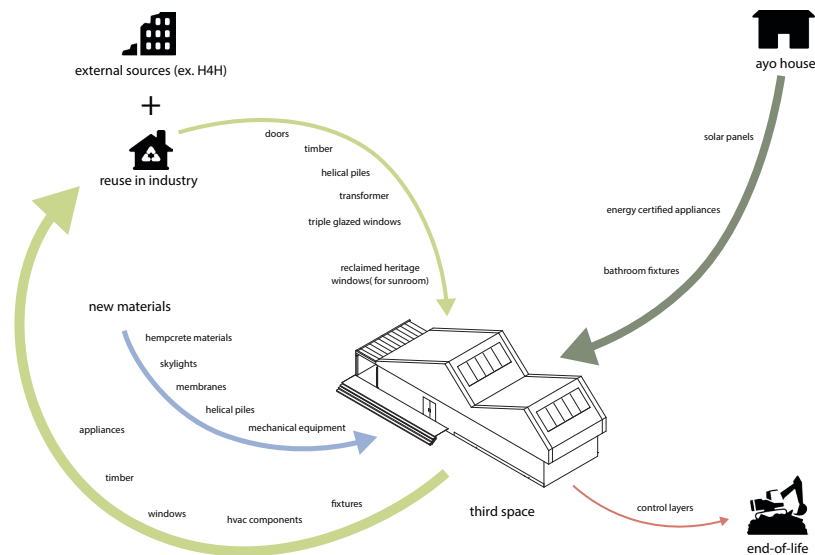 external sources (ex. H4H)
+
reuse in industry
ayo house
doors
timber
helical piles
transformer
triple glazed windows
reclaimed heritage
windows( for sunroom)
solar panels
energy certified appliances
bathroom fixtures
new materials
hempcrete materials
skylights
membranes
helical piles
mechanical equipment
appliances
timber
windows
hvac components
fixtures
third space
control layers
end-of-life